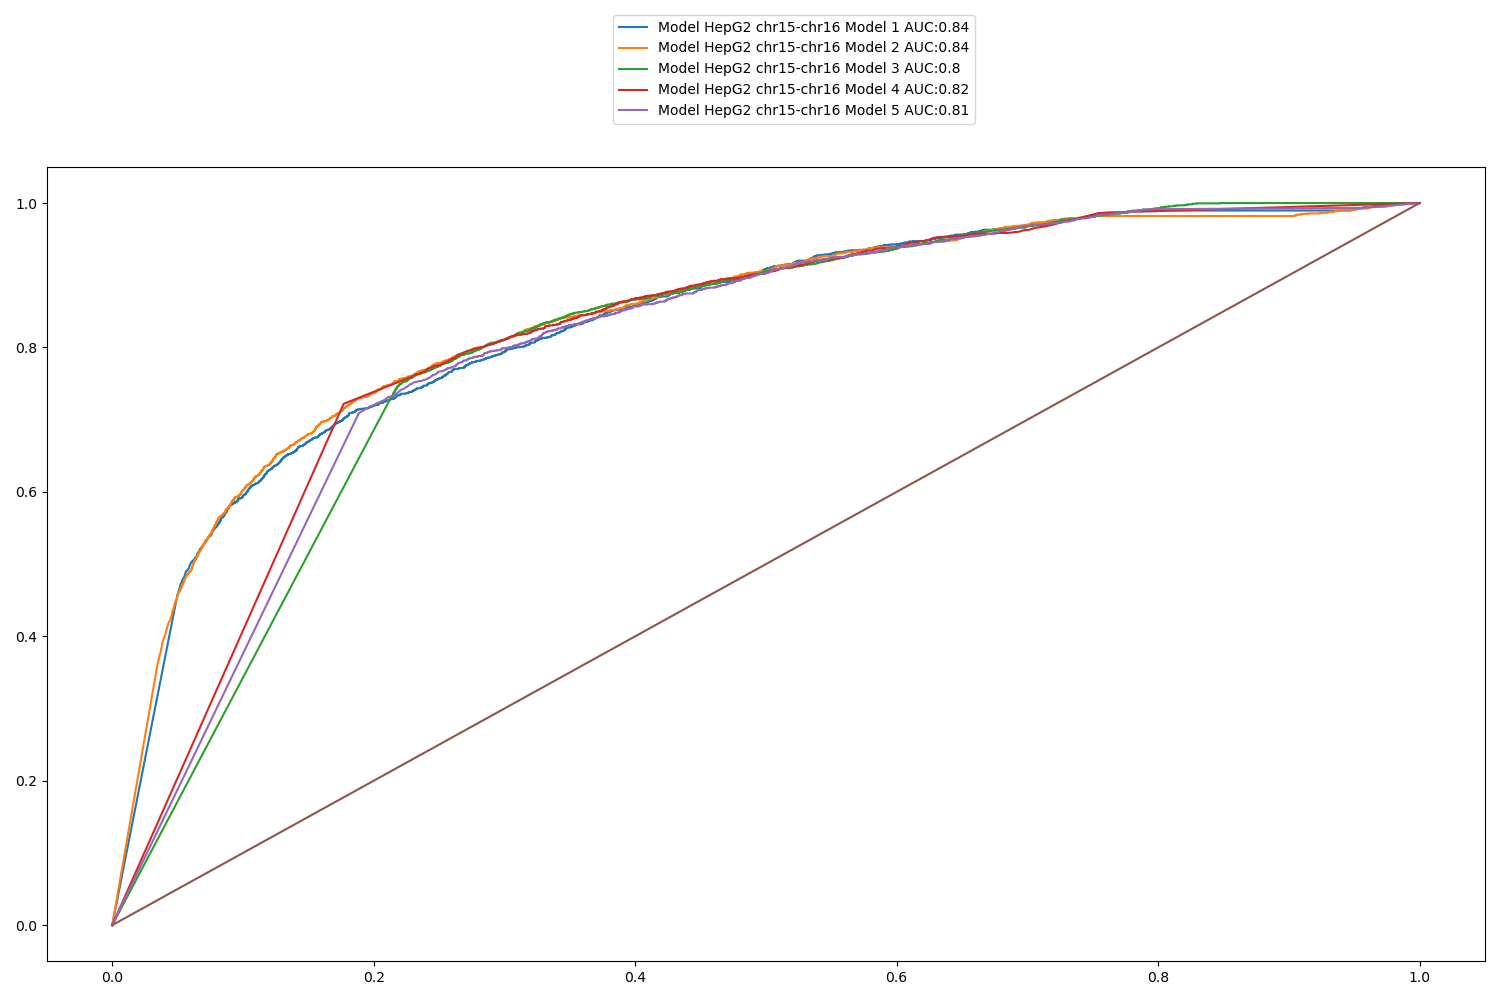 Model HepG2 chr15-chr16 Model 1 AUC:0.84
Model HepG2 chr15-chr16 Model 2 AUC:0.84
Model HepG2 chr15-chr16 Model 3 AUC:0.8
Model HepG2 chr15-chr16 Model 4 AUC:0.82
Model HepG2 chr15-chr16 Model 5 AUC:0.81
1.0
0.8
0.6
0.4
0.2
0.0
0.0 0.2 0.4 0.6 0.8 1.0